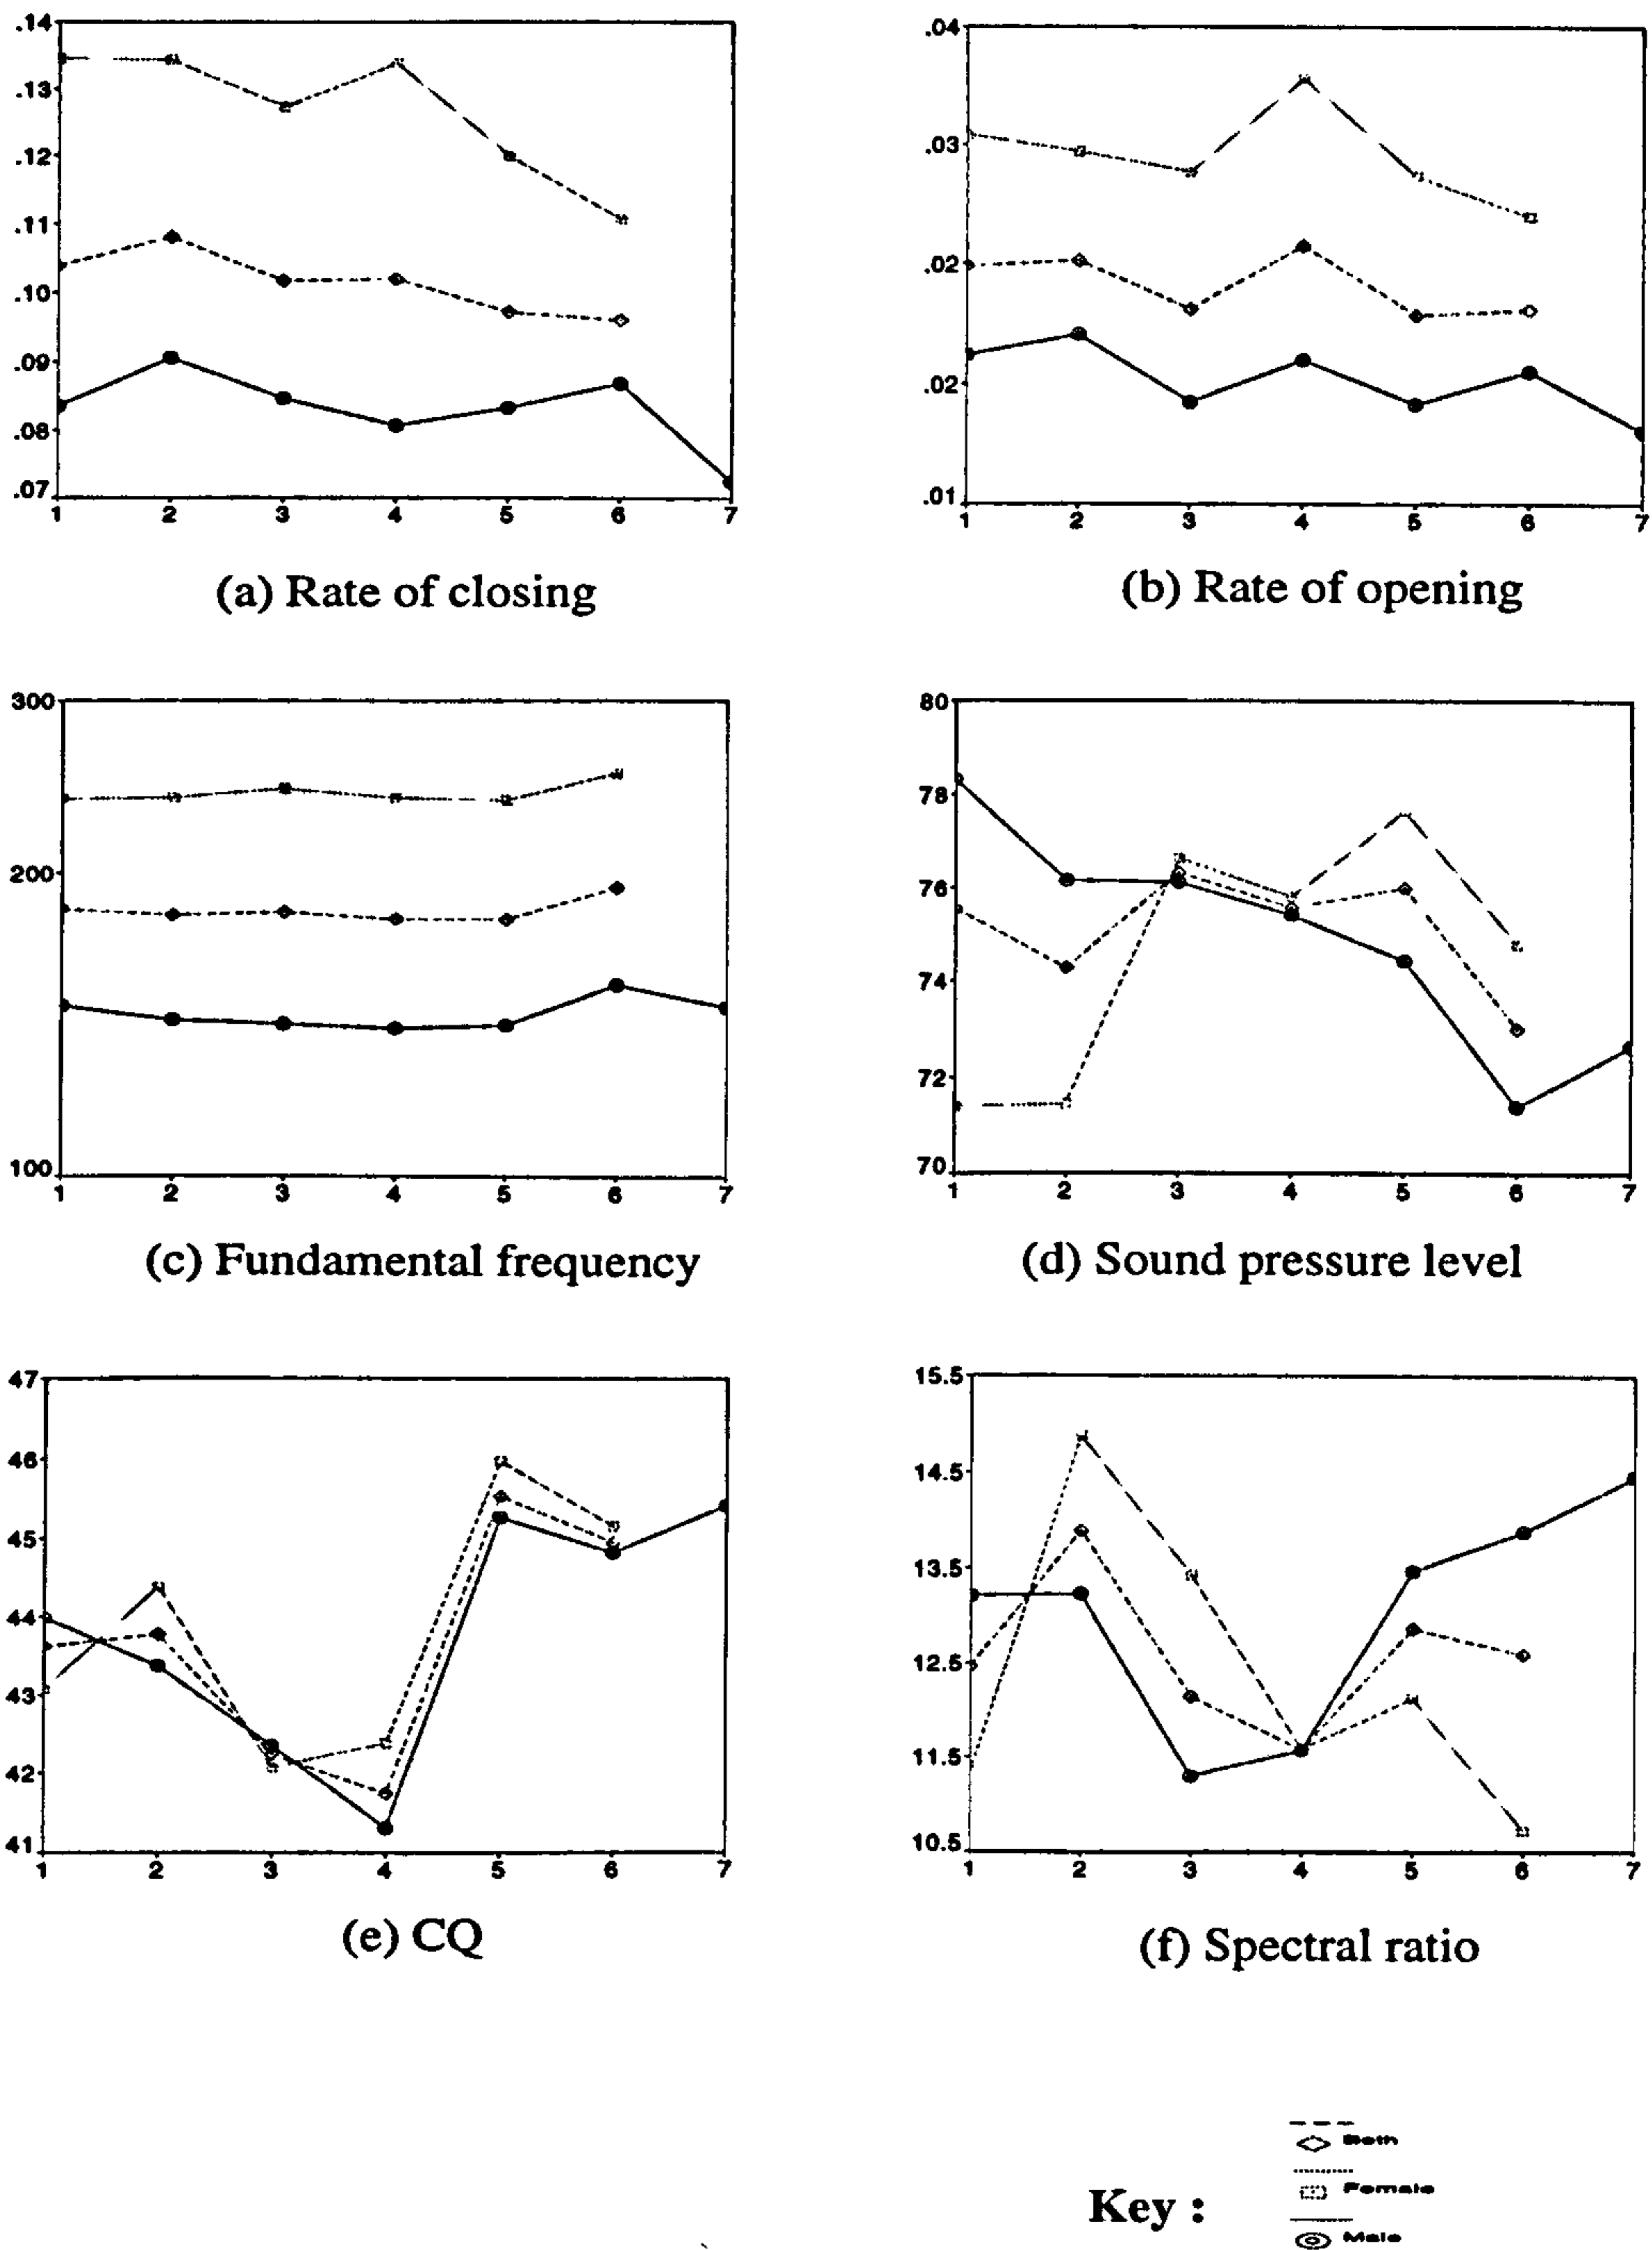 .14
.13
.12
.11
.10
.09
.08
.07
1 2 3 4 5 6 7
(a) Rate of closing
.04
.03
.02
.02
.01
1 2 3 4 5 6 7
(b) Rate of opening
300
200
100
1 2 3 4 5 6 7
(c) Fundamental frequency
80
78
76
74
72
70
1 2 3 4 5 6 7
(d) Sound pressure level
47
46
45
44
43
42
41
1 2 3 4 5 6 7
(e) CQ
15.5
14.5
13.5
12.5
11.5
10.5
1 2 3 4 5 6 7
(f) Spectral ratio
Key :
Both
Female
Male